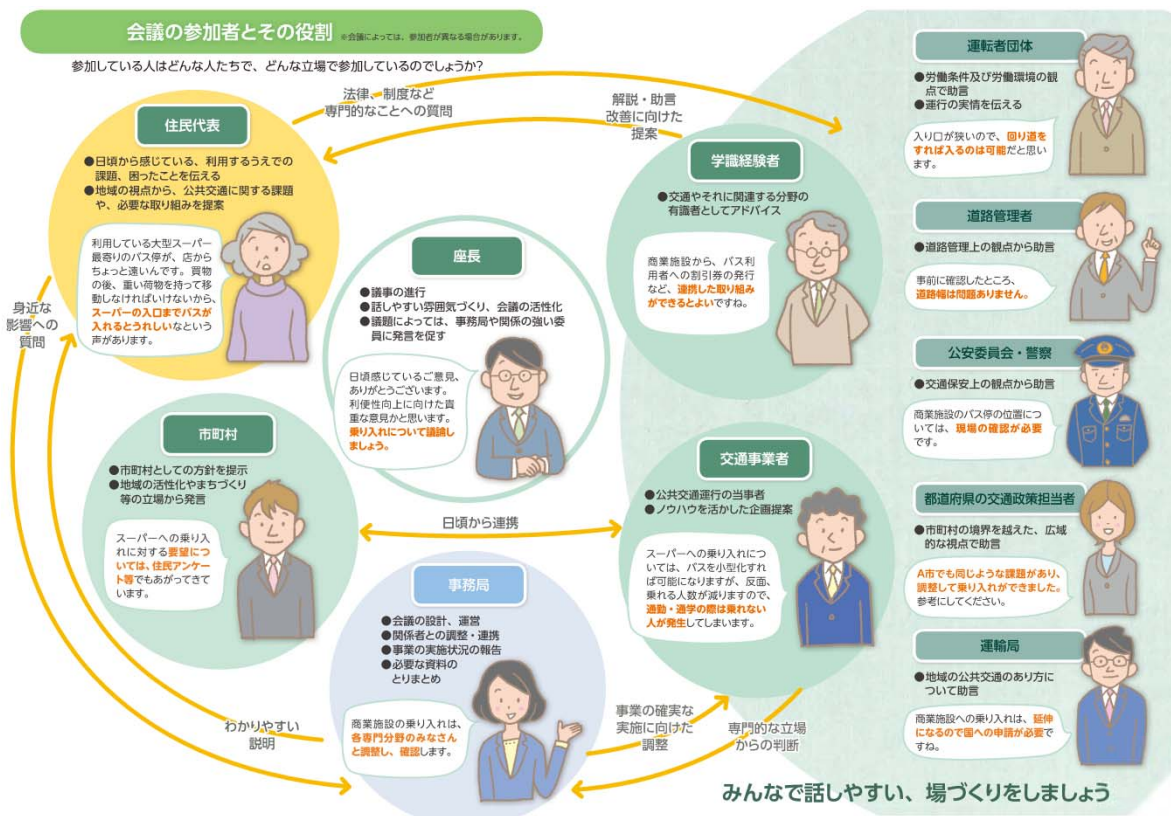 会議の参加者とその役割 ※会議によっては、参加者が異なる場合があります。
参加している人はどんな人たちで、どんな立場で参加しているのでしょうか?
法律、制度など
専門的なことへの質問
解説・助言
改善に向けた
提案
住民代表
●日頃から感じている、利用するうえでの
課題、困ったことを伝える
●地域の視点から、公共交通に関する課題
や、必要な取り組みを提案
利用している大型スーパー
最寄りのバス停が、店から
ちょっと遠いんです。買物
の後、重い荷物を持って移
動しなければいけないから、
スーパーの入口までバスが
入れるとうれしいなという
声があります。
身近な
影響への
質問
座長
●議事の進行
●話しやすい雰囲気づくり、会議の活性化
●議題によっては、事務局や関係の強い委
員に発言を促す
日頃感じているご意見、
ありがとうございます。
利便性向上に向けた貴
重な意見かと思います。
乗り入れについて議論し
ましょう。
学識経験者
●交通やそれに関連する分野の
有識者としてアドバイス
商業施設から、バス利
用者への割引券の発行
など、連携した取り組み
ができるとよいですね。
市町村
●市町村としての方針を提示
●地域の活性化やまちづくり
等の立場から発言
スーパーへの乗り入
れに対する要望につ
いては、住民アンケー
ト等でもあがってきて
います。
日頃から連携
交通事業者
●公共交通運行の当事者
●ノウハウを活かした企画提案
スーパーへの乗り入れにつ
いては、バスを小型化すれ
ば可能になりますが、反面、
乗れる人数が減りますので、
通勤・通学の際は乗れない
人が発生してしまいます。
事務局
●会議の設計、運営
●関係者との調整・連携
●事業の実施状況の報告
●必要な資料の
とりまとめ
商業施設の乗り入れは、
各専門分野のみなさん
と調整し、確認します。
わかりやすい
説明
事業の確実な
実施に向けた
調整
専門的な立場
からの判断
運転者団体
●労働条件及び労働環境の観
点で助言
●運行の実情を伝える
入り口が狭いので、回り道を
すれば入るのは可能だと思い
ます。
道路管理者
●道路管理上の観点から助言
事前に確認したところ、
道路幅は問題ありません。
公安委員会・警察
●交通保安上の観点から助言
商業施設のバス停の位置につ
いては、現場の確認が必要
です。
都道府県の交通政策担当者
●市町村の境界を越えた、広域
的な視点で助言
A市でも同じような課題があり、
調整して乗り入れができました。
参考にしてください。
運輸局
●地域の公共交通のあり方に
ついて助言
商業施設への乗り入れは、延伸
になるので国への申請が必要で
すね。
みんなで話しやすい、場づくりをしましょう